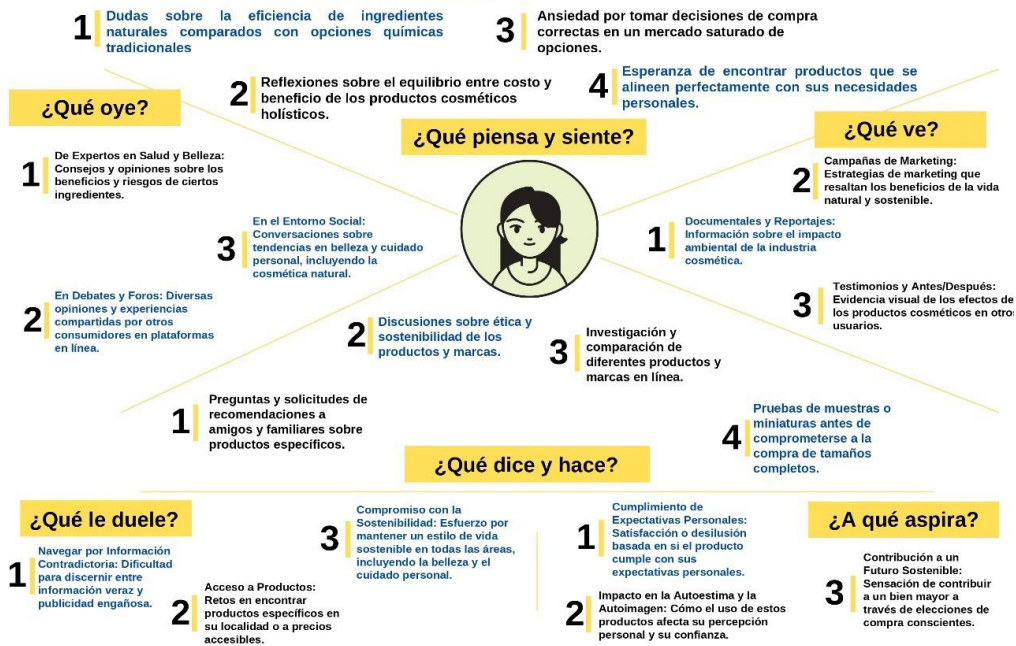 1 Dudas sobre la eficiencia de ingredientes
naturales comparados con opciones químicas
tradicionales
3 Ansiedad por tomar decisiones de compra
correctas en un mercado saturado de
opciones.
2 Reflexiones sobre el equilibrio entre costo y
beneficio de los productos cosméticos
holísticos.
4 Esperanza de encontrar productos que se
alineen perfectamente con sus necesidades
personales.
¿Qué oye?
¿Qué piensa y siente?
¿Qué ve?
1 De Expertos en Salud y Belleza:
Consejos y opiniones sobre los
beneficios y riesgos de ciertos
ingredientes.
3 En el Entorno Social:
Conversaciones sobre
tendencias en belleza y cuidado
personal, incluyendo la
cosmética natural.
2 En Debates y Foros: Diversas
opiniones y experiencias
compartidas por otros
consumidores en plataformas
en línea.
2 Campañas de Marketing:
Estrategias de marketing que
resaltan los beneficios de la vida
natural y sostenible.
1 Documentales y Reportajes:
Información sobre el impacto
ambiental de la industria
cosmética.
3 Testimonios y Antes/Después:
Evidencia visual de los efectos de
los productos cosméticos en otros
usuarios.
2 Discusiones sobre ética y
sostenibilidad de los
productos y marcas.
3 Investigación y
comparación de
diferentes productos y
marcas en línea.
1 Preguntas y solicitudes de
recomendaciones a
amigos y familiares sobre
productos específicos.
4 Pruebas de muestras o
miniaturas antes de
comprometerse a la
compra de tamaños
completos.
¿Qué dice y hace?
¿Qué le duele?
1 Navegar por Información
Contradictoria: Dificultad
para discernir entre
información veraz y
publicidad engañosa.
2 Acceso a Productos:
Retos en encontrar
productos específicos en
su localidad o a precios
accesibles.
3 Compromiso con la
Sostenibilidad: Esfuerzo por
mantener un estilo de vida
sostenible en todas las áreas,
incluyendo la belleza y el
cuidado personal.
¿A qué aspira?
1 Cumplimiento de
Expectativas Personales:
Satisfacción o desilusión
basada en si el producto
cumple con sus
expectativas personales.
2 Impacto en la Autoestima y la
Autoimagen: Cómo el uso de estos
productos afecta su percepción
personal y su confianza.
3 Contribución a un
Futuro Sostenible:
Sensación de contribuir
a un bien mayor a
través de elecciones de
compra conscientes.